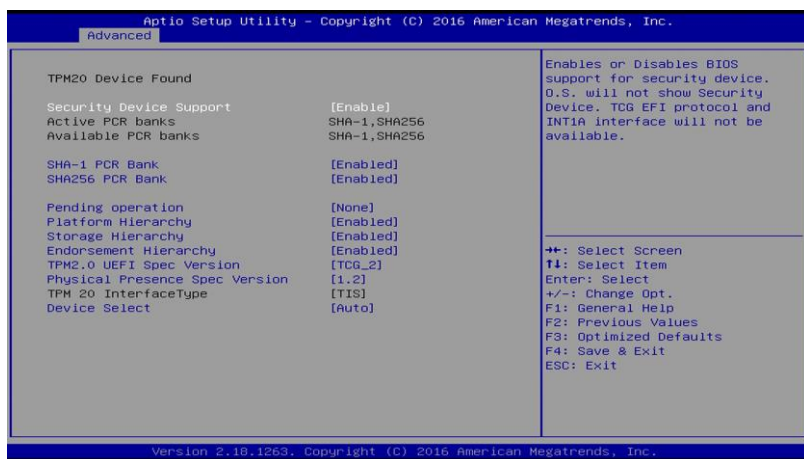 Aptio Setup Utility – Copyright (C) 2016 American Megatrends, Inc.
Advanced
TPM20 Device Found
Security Device Support [Enable]
Active PCR banks SHA-1,SHA256
Available PCR banks SHA-1,SHA256
SHA-1 PCR Bank [Enabled]
SHA256 PCR Bank [Enabled]
Pending operation [None]
Platform Hierarchy [Enabled]
Storage Hierarchy [Enabled]
Endorsement Hierarchy [Enabled]
TPM2.0 UEFI Spec Version [TCG_2]
Physical Presence Spec Version [1.2]
TPM 20 InterfaceType [TIS]
Device Select [Auto]
Enables or Disables BIOS
support for security device.
O.S. will not show Security
Device. TCG EFI protocol and
INT1A interface will not be
available.
→←: Select Screen
↑↓: Select Item
Enter: Select
+/-: Change Opt.
F1: General Help
F2: Previous Values
F3: Optimized Defaults
F4: Save & Exit
ESC: Exit
Version 2.18.1263. Copyright (C) 2016 American Megatrends, Inc.